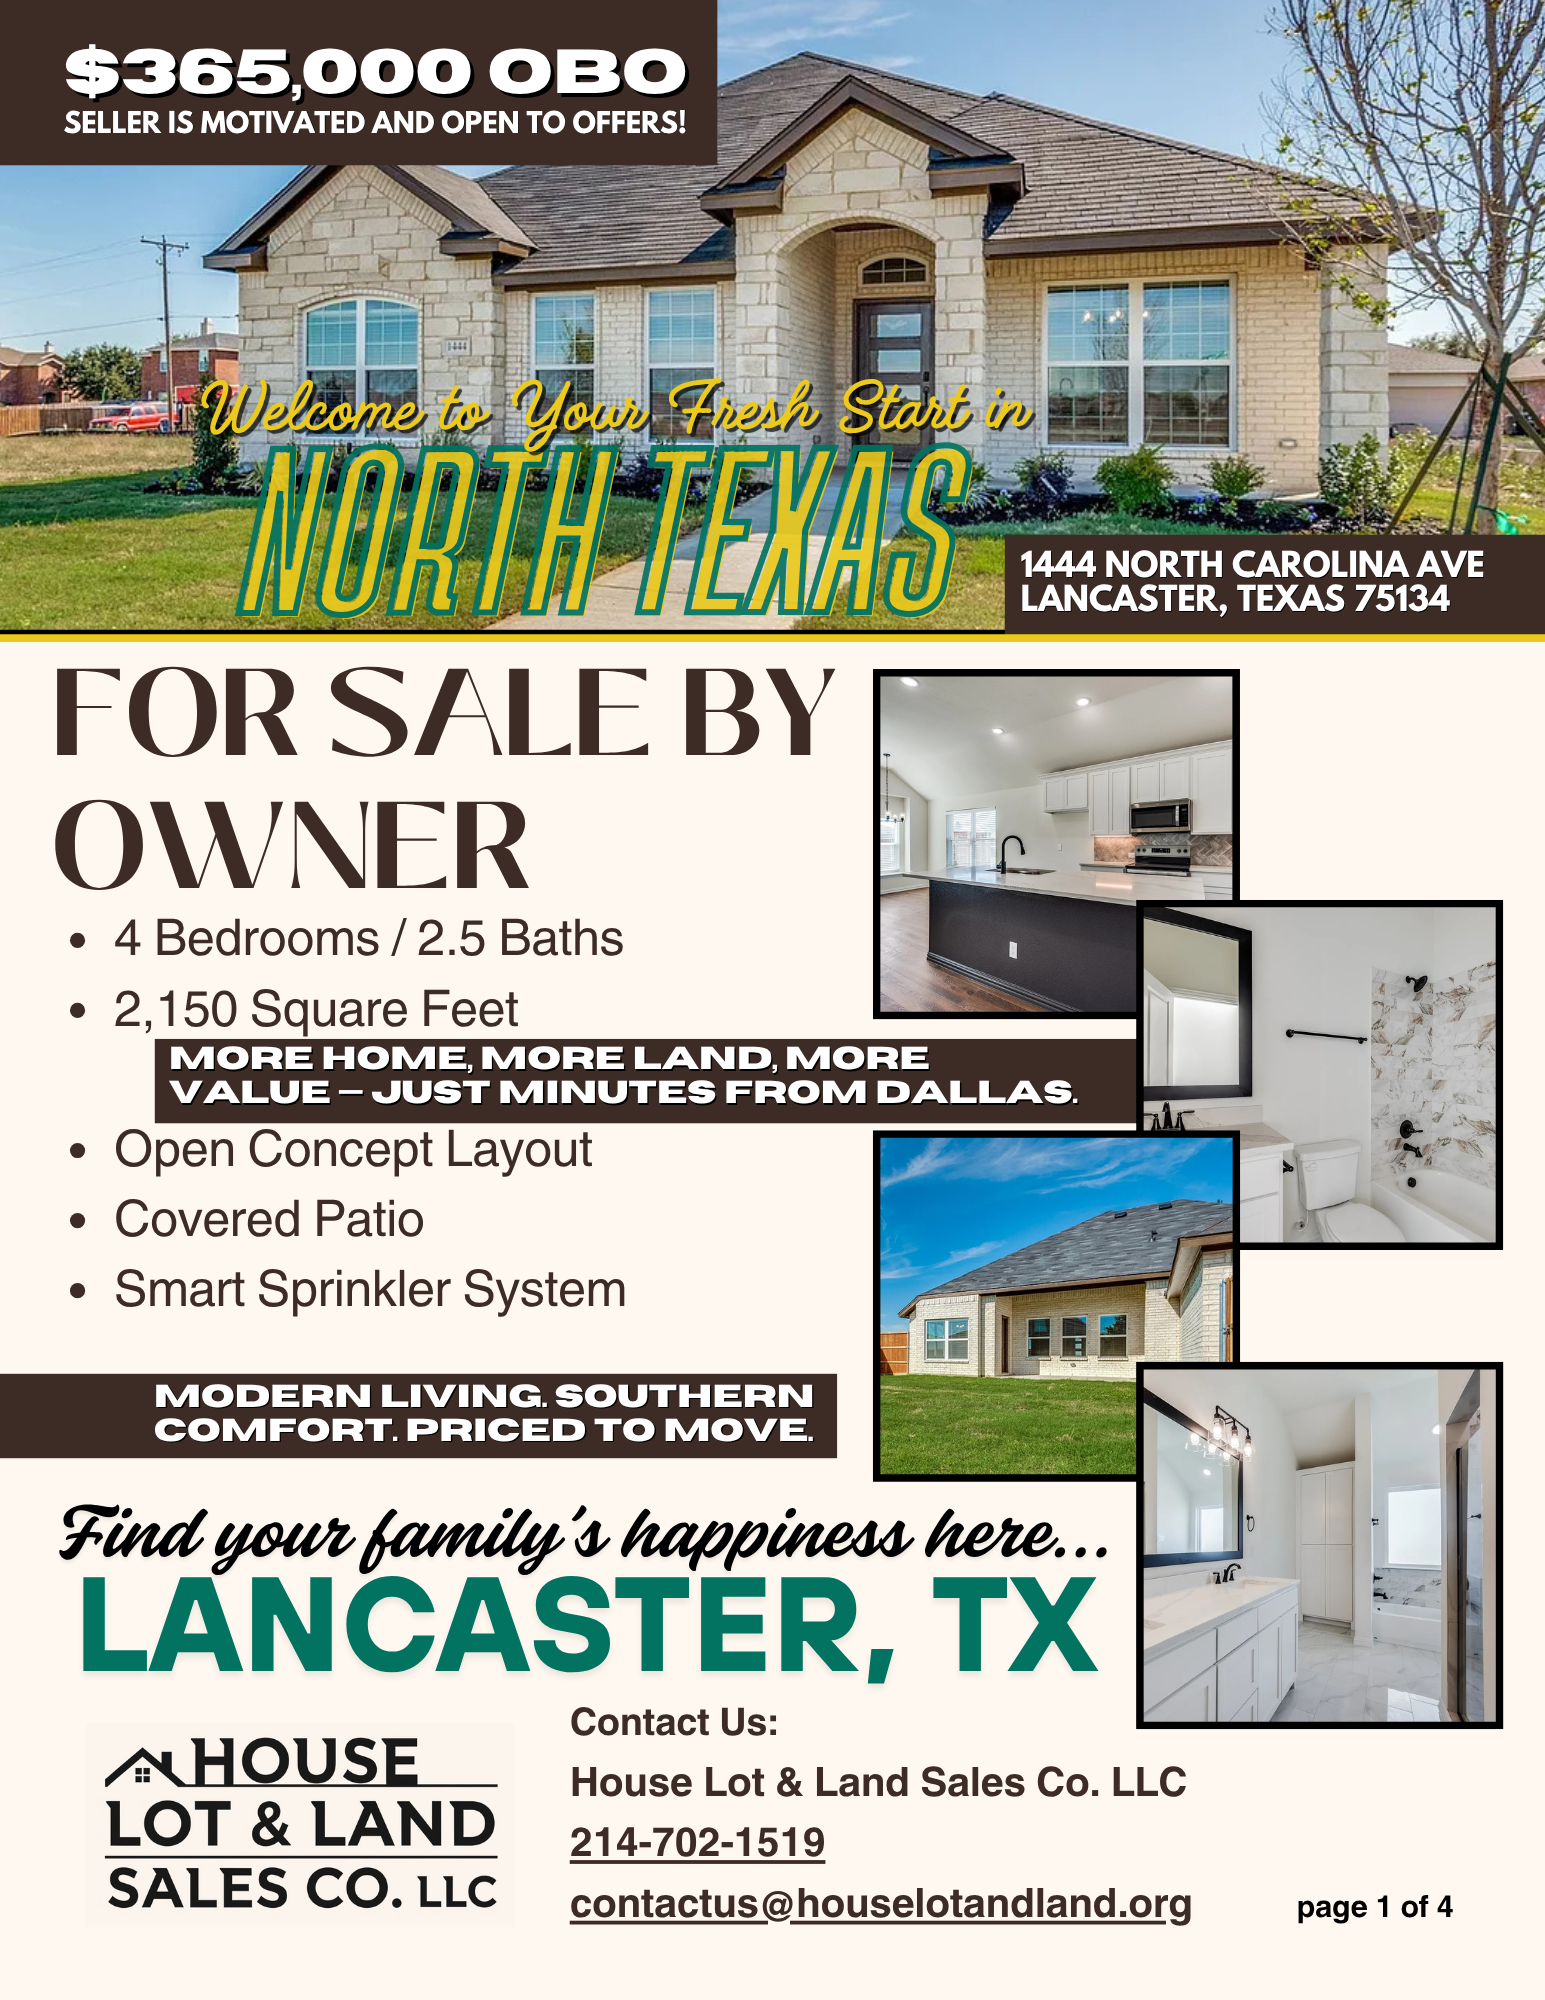 $365,000 OBO
SELLER IS MOTIVATED AND OPEN TO OFFERS!
1444
Welcome to Your Fresh Start in
NORTH TEXAS
1444 NORTH CAROLINA AVE
LANCASTER, TEXAS 75134
FOR SALE BY
OWNER
• 4 Bedrooms / 2.5 Baths
• 2,150 Square Feet
MORE HOME, MORE LAND, MORE
VALUE – JUST MINUTES FROM DALLAS.
• Open Concept Layout
• Covered Patio
• Smart Sprinkler System
MODERN LIVING. SOUTHERN
COMFORT. PRICED TO MOVE.
Find your family's happiness here...
LANCASTER, TX
HOUSE
LOT & LAND
SALES CO. LLC
Contact Us:
House Lot & Land Sales Co. LLC
214-702-1519
contactus@houselotandland.org
page 1 of 4